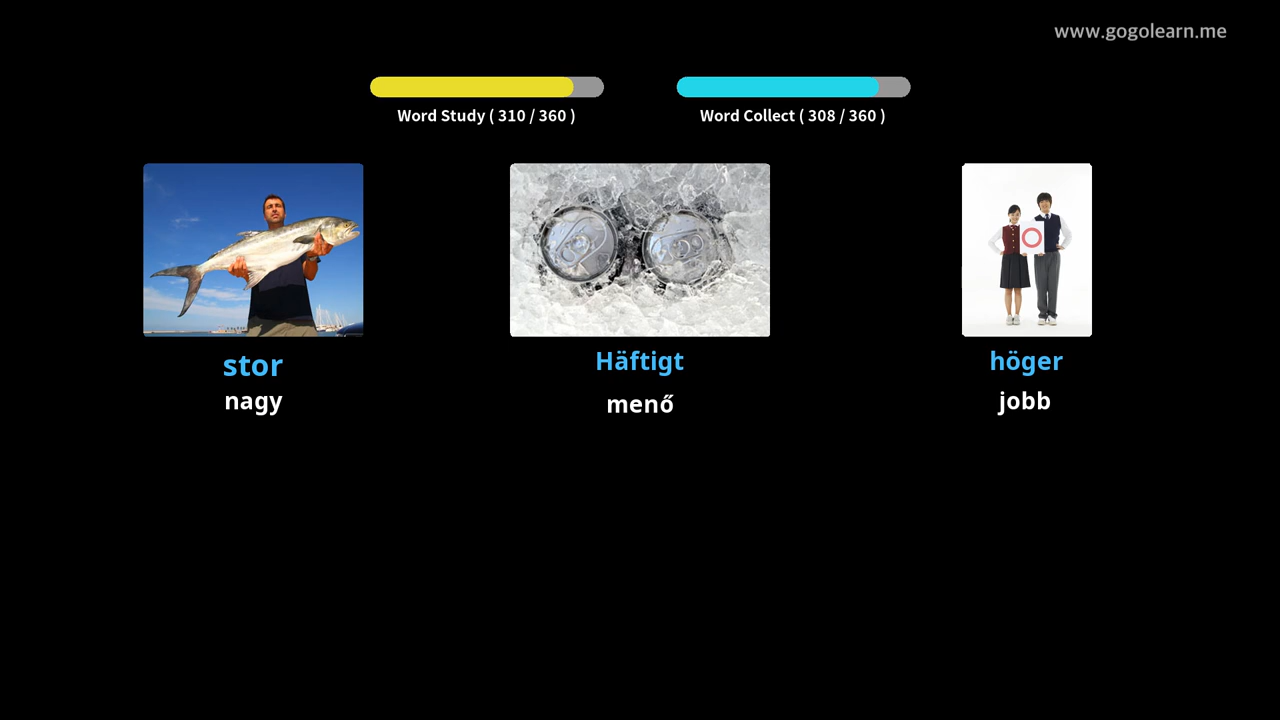 www.gogolearn.me
Word Study ( 310 / 360 )
Word Collect ( 308 / 360 )
stor
nagy
Häftigt
menő
höger
jobb